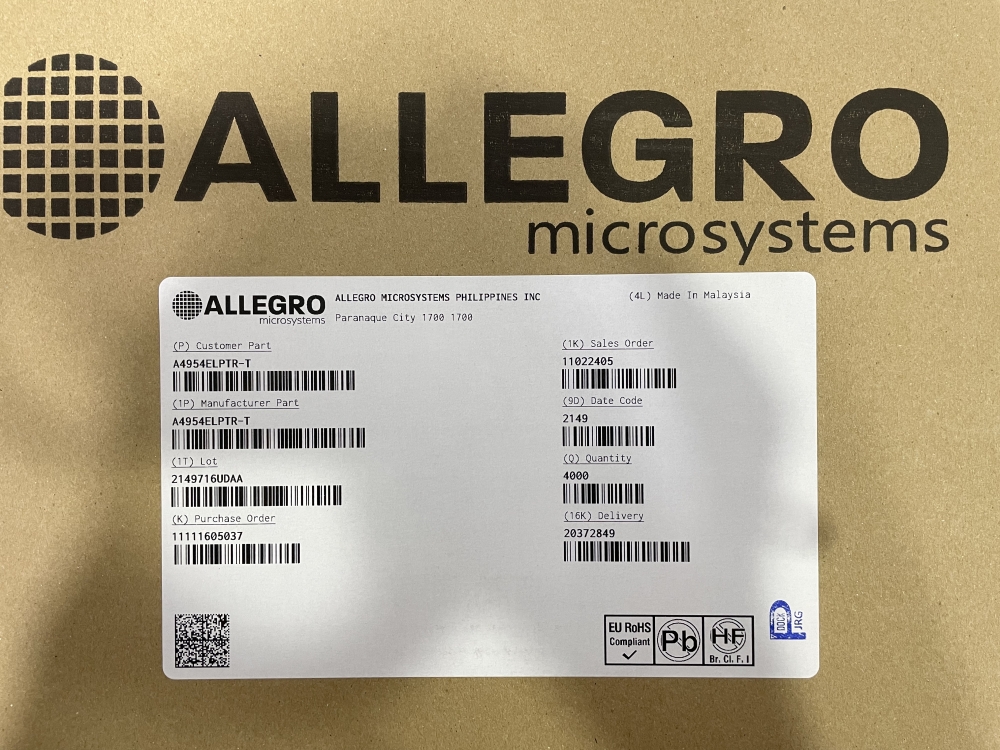 ALLEGRO
microsystems
ALLEGRO
microsystems
ALLEGRO MICROSYSTEMS PHILIPPINES INC
(4L) Made In Malaysia
Paranaque City 1700 1700
(P) Customer Part
A4954ELPTR-T
(1P) Manufacturer Part
A4954ELPTR-T
(1T) Lot
2149716UDAA
(K) Purchase Order
11111605037
(1K) Sales Order
11022405
(9D) Date Code
2149
(Q) Quantity
4000
(16K) Delivery
20372849
EU RoHS
Compliant
Pb
HF
Br. Cl. F. I
P
DOCK
JRG